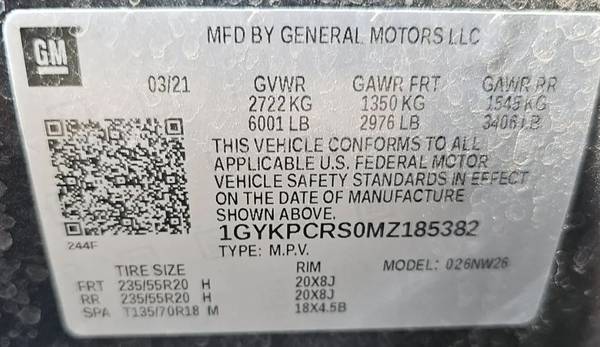 GM
MFD BY GENERAL MOTORS LLC
03/21 GVWR GAWR FRT GAWR RR
2722 KG 1350 KG 1545 KG
6001 LB 2976 LB 3406 LB
THIS VEHICLE CONFORMS TO ALL
APPLICABLE U.S. FEDERAL MOTOR
VEHICLE SAFETY STANDARDS IN EFFECT
ON THE DATE OF MANUFACTURE
SHOWN ABOVE.
244F
1GYKPCRS0MZ185382
TYPE: M.P.V. MODEL: 026NW26
TIRE SIZE RIM
FRT 235/55R20 H 20X8J
RR 235/55R20 H 20X8J
SPA T135/70R18 M 18X4.5B